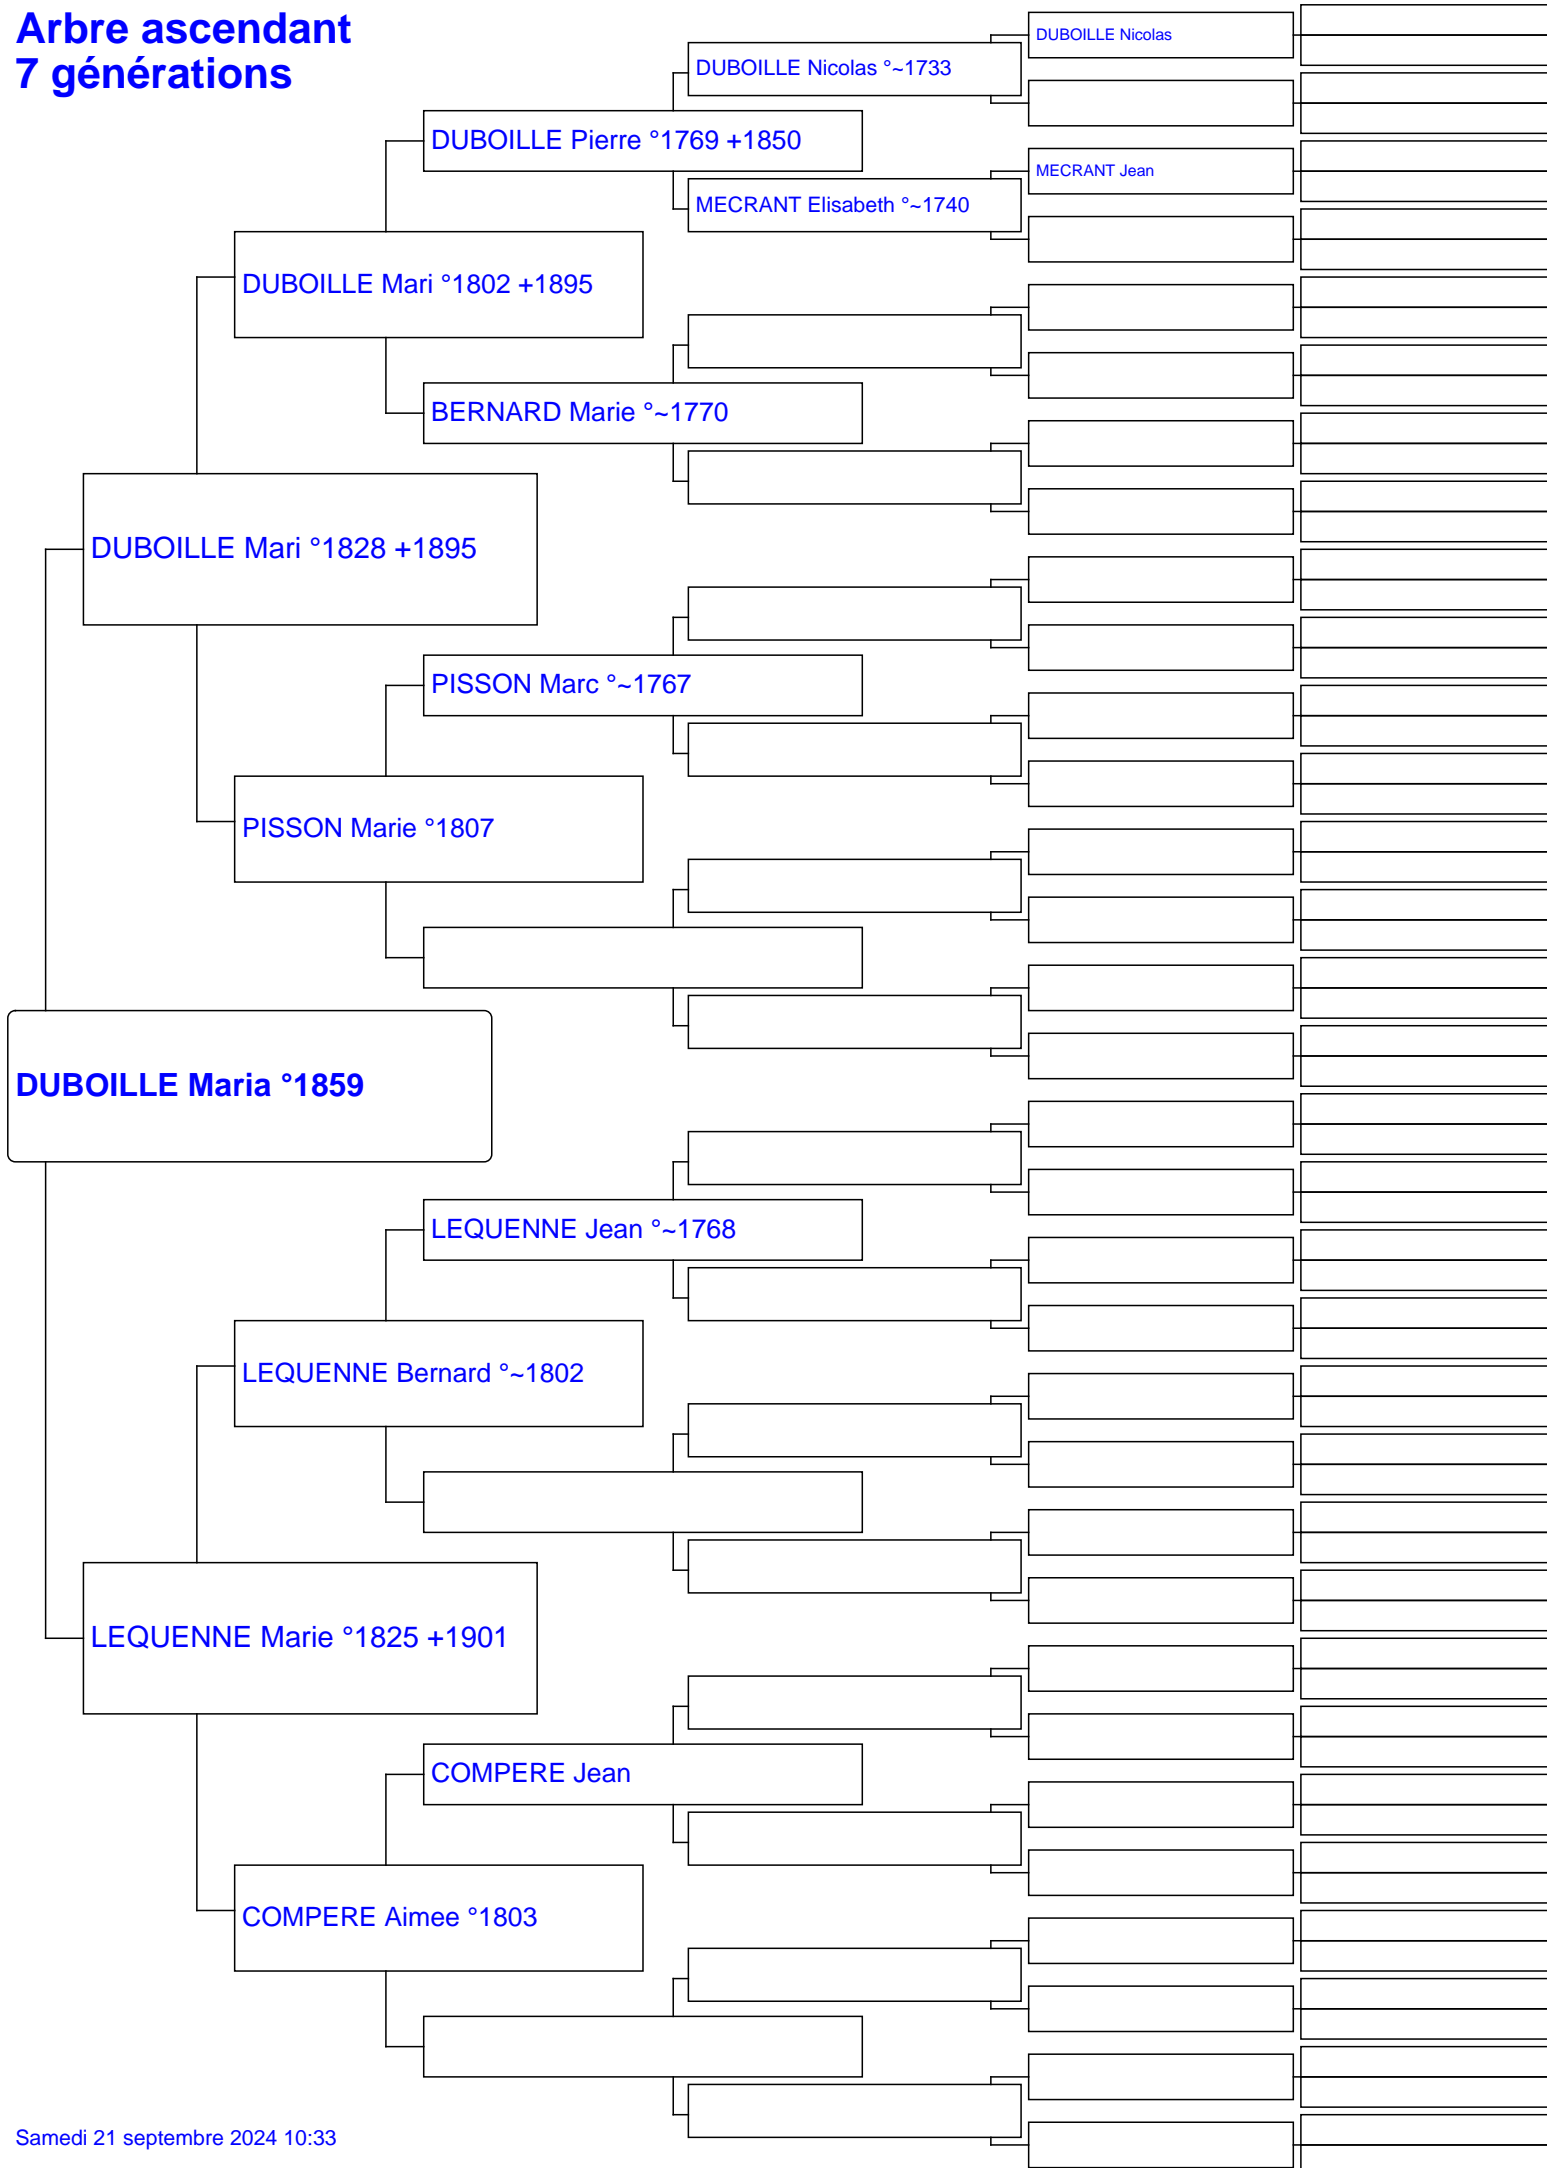 Arbre ascendant
7 générations
DUBOILLE Nicolas
DUBOILLE Nicolas °~1733
DUBOILLE Pierre °1769 +1850
MECRANT Jean
MECRANT Elisabeth °~1740
DUBOILLE Mari °1802 +1895
BERNARD Marie °~1770
DUBOILLE Mari °1828 +1895
PISSON Marc °~1767
PISSON Marie °1807
DUBOILLE Maria °1859
LEQUENNE Jean °~1768
LEQUENNE Bernard °~1802
LEQUENNE Marie °1825 +1901
COMPERE Jean
COMPERE Aimee °1803
Samedi 21 septembre 2024 10:33